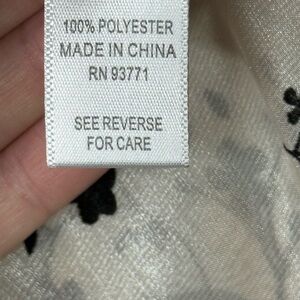 100% POLYESTER
MADE IN CHINA
RN 93771
SEE REVERSE
FOR CARE